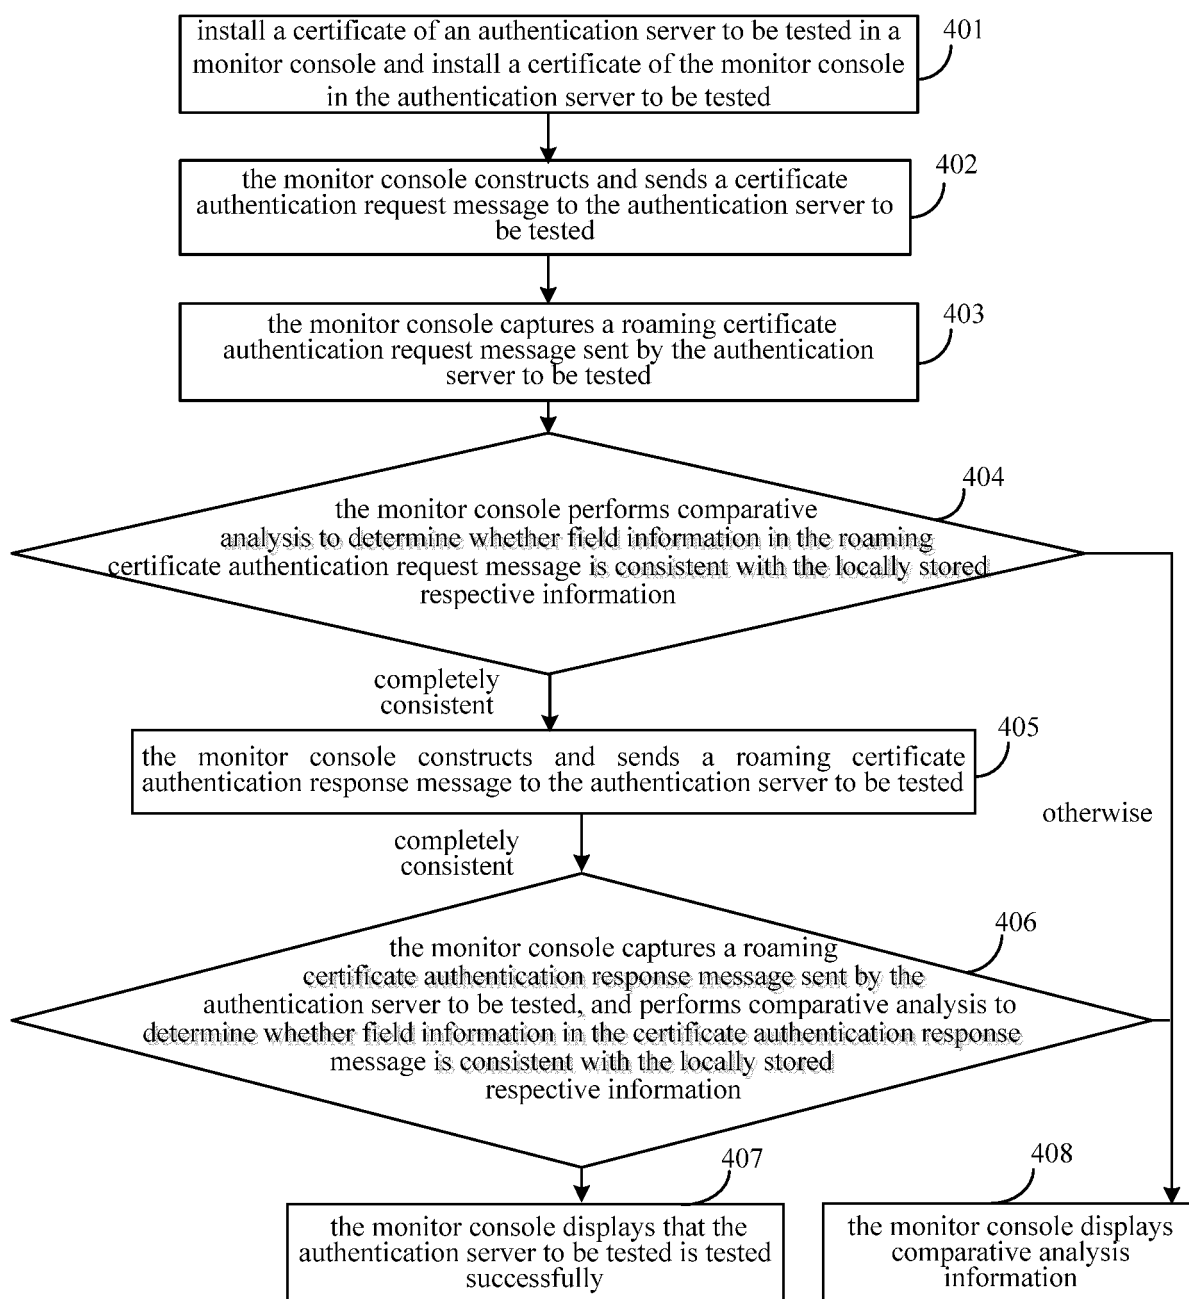 install a certificate of an authentication server to be tested in a
monitor console and install a certificate of the monitor console
in the authentication server to be tested
401
the monitor console constructs and sends a certificate
authentication request message to the authentication server to
be tested
402
the monitor console captures a roaming certificate
authentication request message sent by the authentication
server to be tested
403
404
the monitor console performs comparative
analysis to determine whether field information in the roaming
certificate authentication request message is consistent with the locally stored
respective information
completely
consistent
405
the monitor console constructs and sends a roaming certificate
authentication response message to the authentication server to be tested
otherwise
completely
consistent
406
the monitor console captures a roaming
certificate authentication response message sent by the
authentication server to be tested, and performs comparative analysis to
determine whether field information in the certificate authentication response
message is consistent with the locally stored
respective information
407
the monitor console displays that the
authentication server to be tested is tested
successfully
408
the monitor console displays
comparative analysis
information